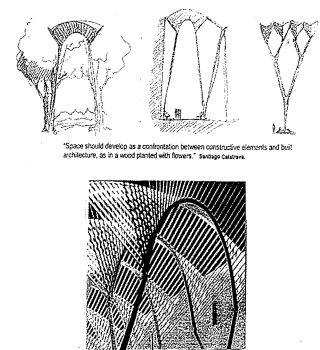 "Space should develop as a confrontation between constructive elements and built
architecture, as in a wood planted with flowers." Santiago Calatrava.